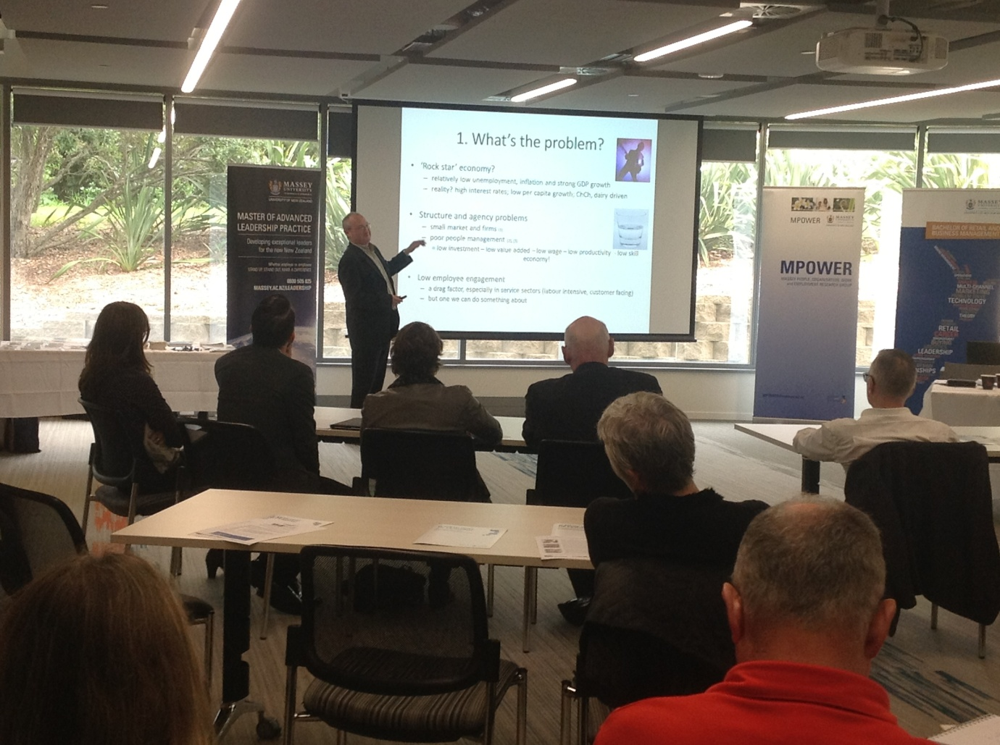 1. What's the problem?
• 'Rock star' economy?
– relatively low unemployment, inflation and strong GDP growth
– reality? high interest rates; low per capita growth; ChCh, dairy driven
• Structure and agency problems
– small market and firms
– poor people management
= low investment – low value added – low wage – low productivity - low skill
economy!
• Low employee engagement
– a drag factor, especially in service sectors (labour intensive, customer facing)
– but one we can do something about
MASSEY
UNIVERSITY
UNIVERSITY OF NEW ZEALAND
MASTER OF ADVANCED
LEADERSHIP PRACTICE
Developing exceptional leaders
for the new New Zealand
0800 505 825
MASSEY.AC.NZ/LEADERSHIP
MPOWER
MASSEY
MPOWER
MASSEY PEOPLE, ORGANISATION, WORK
AND EMPLOYMENT RESEARCH GROUP
MASSEY
BACHELOR OF RETAIL AND
BUSINESS MANAGEMENT
MULTI-CHANNEL
MARKETING
TECHNOLOGY
THEORY
RETAIL
CAREER
LEADERSHIP